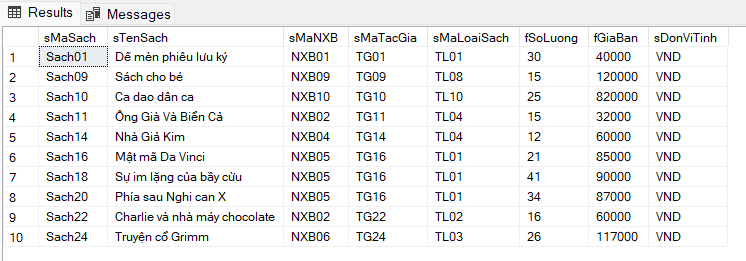 Results Messages
sMaSach sTenSach sMaNXB sMaTacGia sMaLoaiSach fSoLuong fGiaBan sDonViTinh
1 Sach01 Dế mèn phiêu lưu ký NXB01 TG01 TL01 30 40000 VND
2 Sach09 Sách cho bé NXB09 TG09 TL08 15 120000 VND
3 Sach10 Ca dao dân ca NXB10 TG10 TL10 25 820000 VND
4 Sach11 Ông Già Và Biển Cả NXB02 TG11 TL04 15 32000 VND
5 Sach14 Nhà Giả Kim NXB04 TG14 TL04 12 60000 VND
6 Sach16 Mật mã Da Vinci NXB05 TG16 TL01 21 85000 VND
7 Sach18 Sự im lặng của bầy cừu NXB05 TG16 TL01 41 90000 VND
8 Sach20 Phía sau Nghi can X NXB05 TG16 TL01 34 87000 VND
9 Sach22 Charlie và nhà máy chocolate NXB02 TG22 TL02 16 60000 VND
10 Sach24 Truyện cổ Grimm NXB06 TG24 TL03 26 117000 VND